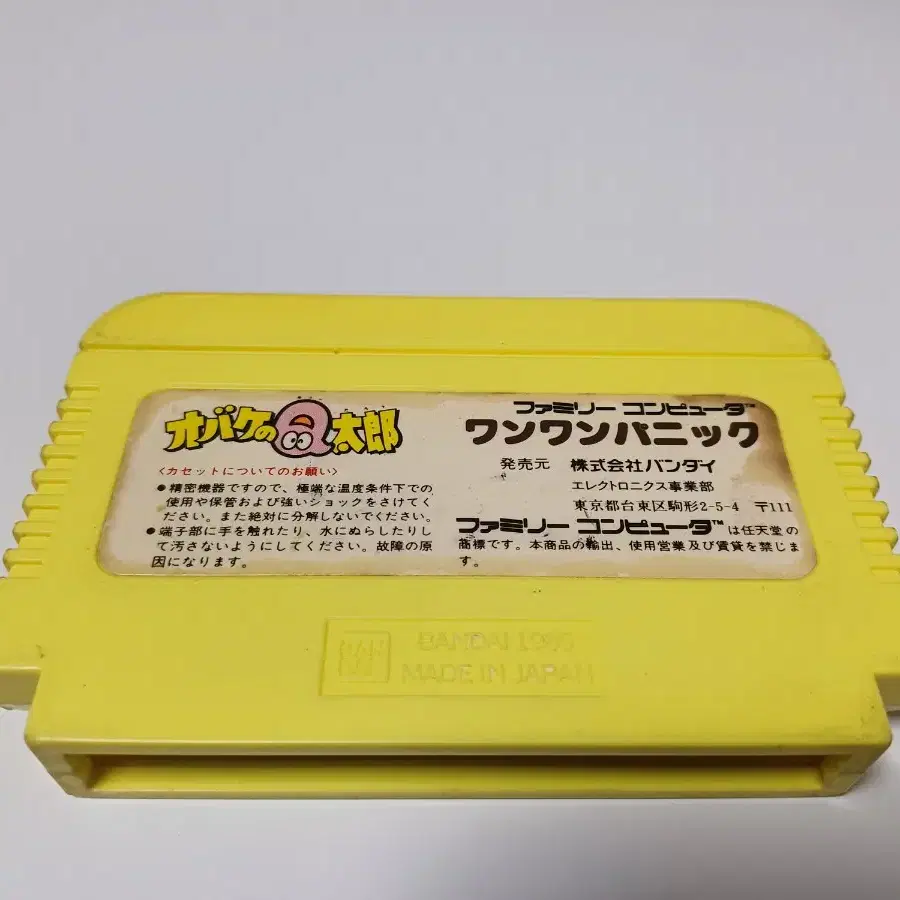 オバケのQ太郎
〈カセットについてのお願い〉
●精密機器ですので、極端な温度条件下での
使用や保管および強いショックをさけてく
ださい。また絶対に分解しないでください。
●端子部に手を触れたり、水にぬらしたりし
て汚さないようにしてください。故障の原
因になります。
ファミリー コンピュータ™
ワンワンパニック
発売元 株式会社バンダイ
エレクトロニクス事業部
東京都台東区駒形2-5-4 〒111
ファミリー コンピュータ™は任天堂の
商標です。本商品の輸出、使用営業及び賃貸を禁じま
す。
BANDAI
MADE IN JAPAN